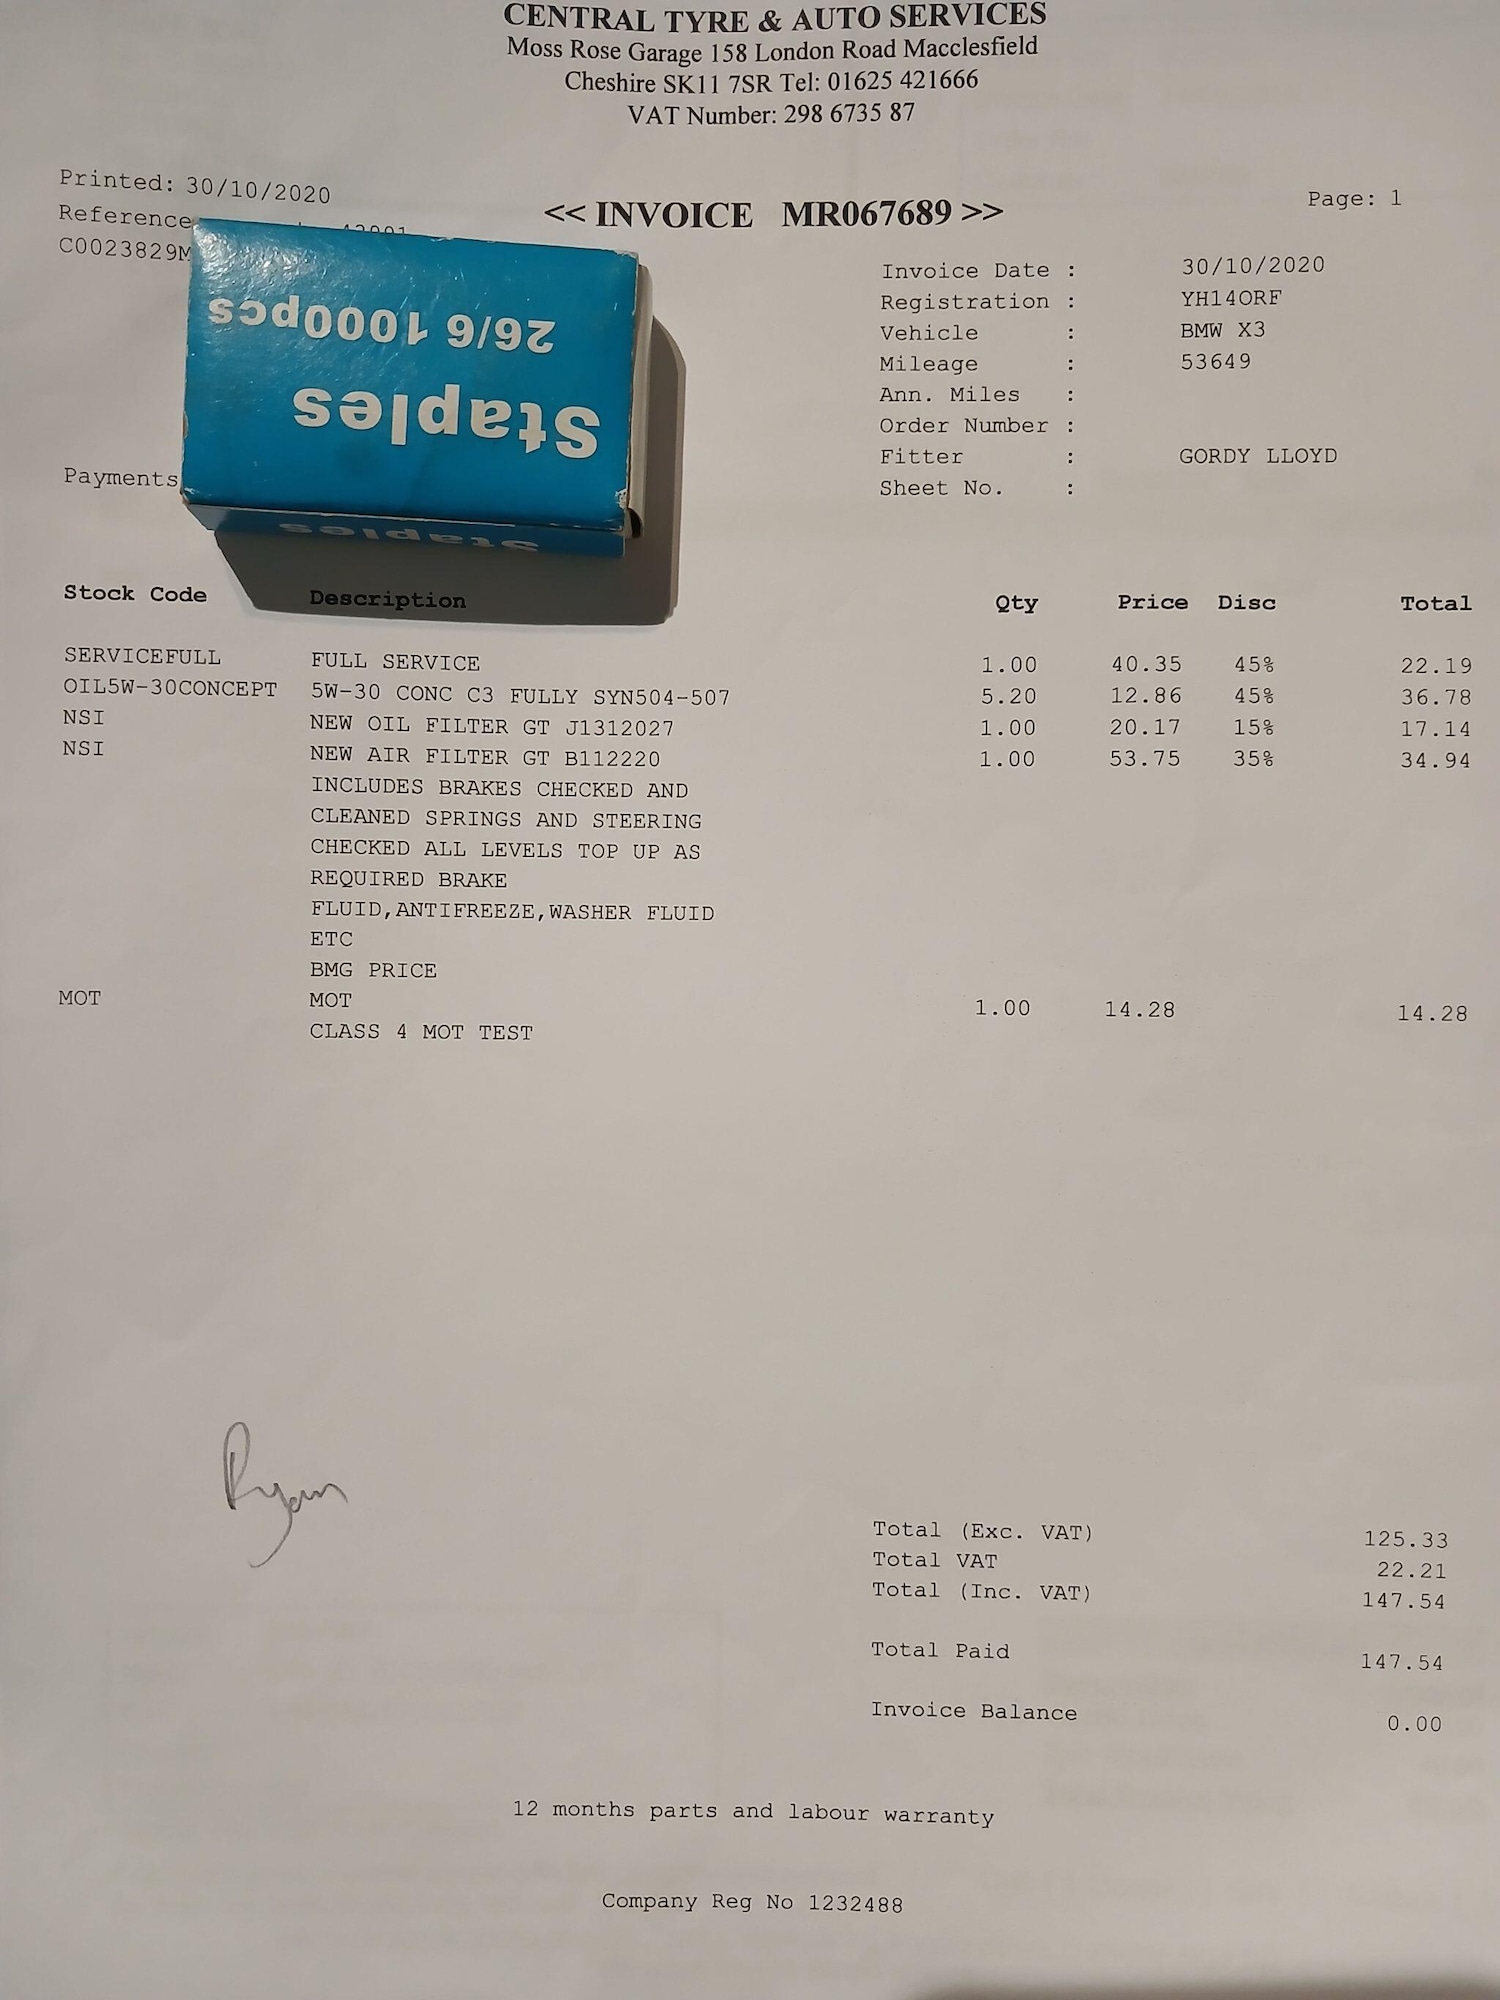 CENTRAL TYRE & AUTO SERVICES
Moss Rose Garage 158 London Road Macclesfield
Cheshire SK11 7SR Tel: 01625 421666
VAT Number: 298 6735 87
Printed: 30/10/2020
<< INVOICE MR067689 >>
Page: 1
Reference
C0023829M
Invoice Date : 30/10/2020
Registration : YH14ORF
Vehicle : BMW X3
Mileage : 53649
Ann. Miles :
Order Number :
Fitter : GORDY LLOYD
Sheet No. :
Staples
26/6 1000pcs
Staples
Payments
Stock Code Description Qty Price Disc Total
SERVICEFULL FULL SERVICE 1.00 40.35 45% 22.19
OIL5W-30CONCEPT 5W-30 CONC C3 FULLY SYN504-507 5.20 12.86 45% 36.78
NSI NEW OIL FILTER GT J1312027 1.00 20.17 15% 17.14
NSI NEW AIR FILTER GT B112220 1.00 53.75 35% 34.94
INCLUDES BRAKES CHECKED AND
CLEANED SPRINGS AND STEERING
CHECKED ALL LEVELS TOP UP AS
REQUIRED BRAKE
FLUID,ANTIFREEZE,WASHER FLUID
ETC
BMG PRICE
MOT MOT 1.00 14.28 14.28
CLASS 4 MOT TEST
Ryan
Total (Exc. VAT) 125.33
Total VAT 22.21
Total (Inc. VAT) 147.54
Total Paid 147.54
Invoice Balance 0.00
12 months parts and labour warranty
Company Reg No 1232488